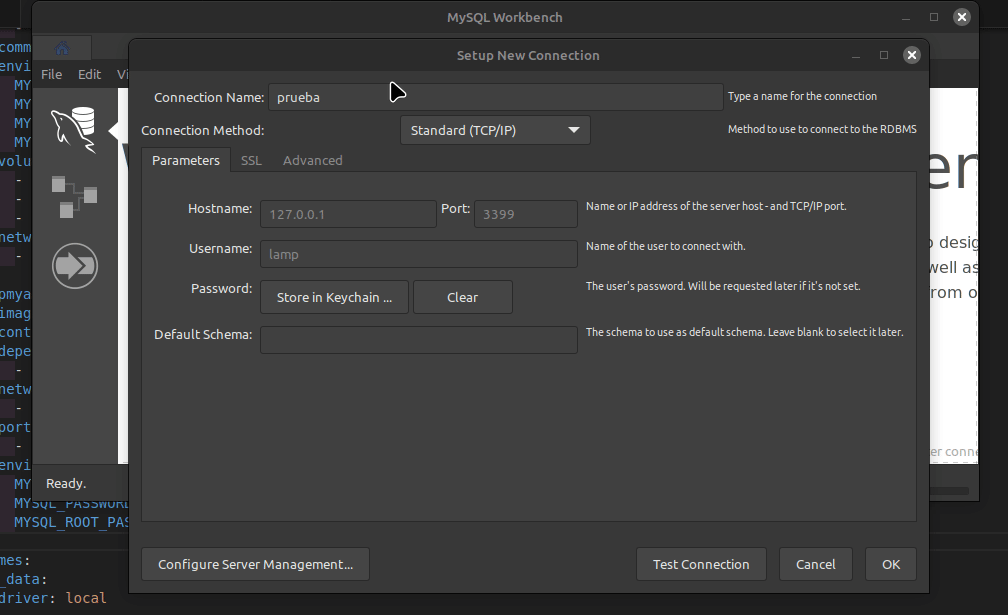 MySQL Workbench
Setup New Connection
comm
envi
MY
MY
MY
MY
volu
-
-
-
netw
-
pmya
imag
cont
depe
-
netw
-
port
-
envi
MY
MYSQL_PASSWORD
MYSQL_ROOT_PAS
mes:
_data:
driver: local
File Edit Vi
Connection Name: prueba Type a name for the connection
Connection Method: Standard (TCP/IP) Method to use to connect to the RDBMS
Parameters SSL Advanced
Hostname: 127.0.0.1 Port: 3399 Name or IP address of the server host - and TCP/IP port.
Username: lamp Name of the user to connect with.
Password: Store in Keychain ... Clear The user's password. Will be requested later if it's not set.
Default Schema: The schema to use as default schema. Leave blank to select it later.
er
desig
well as
rom o
er conne
Ready.
Configure Server Management... Test Connection Cancel OK